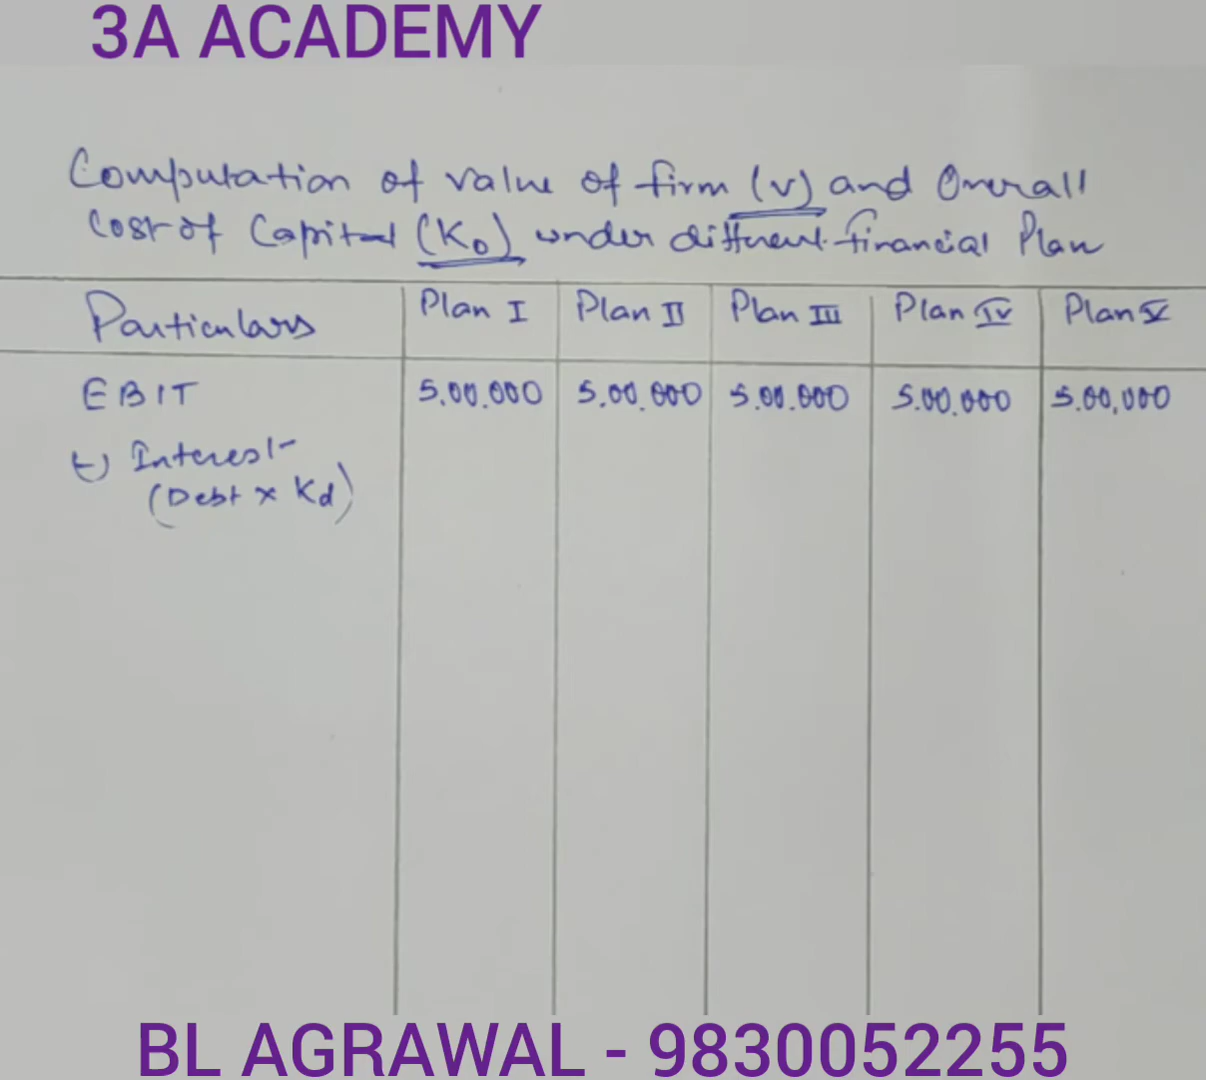 3A ACADEMY
Computation of value of firm (V) and Overall
Cost of Capital (K₀) under different financial Plan
Particulars Plan I Plan II Plan III Plan IV Plan V
EBIT 5,00,000 5,00,000 5,00,000 5,00,000 5,00,000
(-) Interest
(Debt × Kd)
BL AGRAWAL - 9830052255